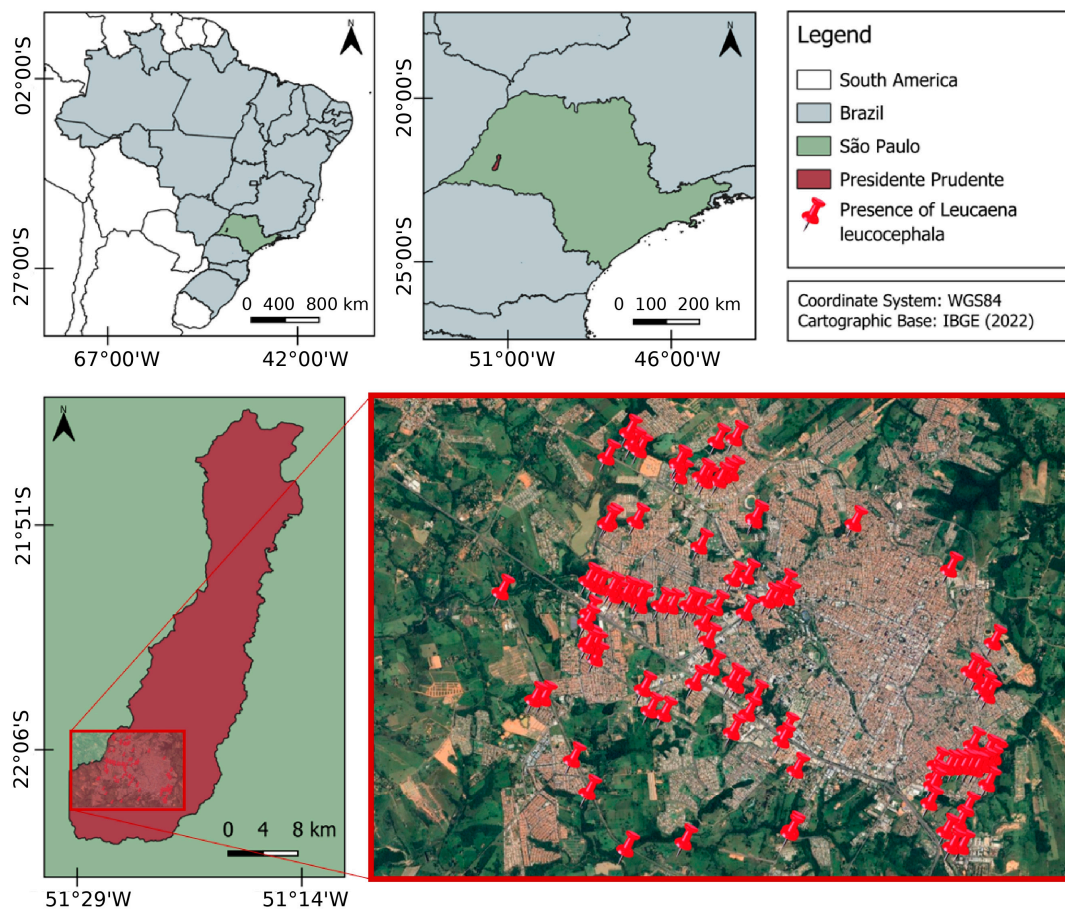 N
02°00'S
27°00'S
0 400 800 km
67°00'W 42°00'W
N
20°00'S
25°00'S
0 100 200 km
51°00'W 46°00'W
Legend
South America
Brazil
São Paulo
Presidente Prudente
Presence of Leucaena
leucocephala
Coordinate System: WGS84
Cartographic Base: IBGE (2022)
N
21°51'S
22°06'S
0 4 8 km
51°29'W 51°14'W